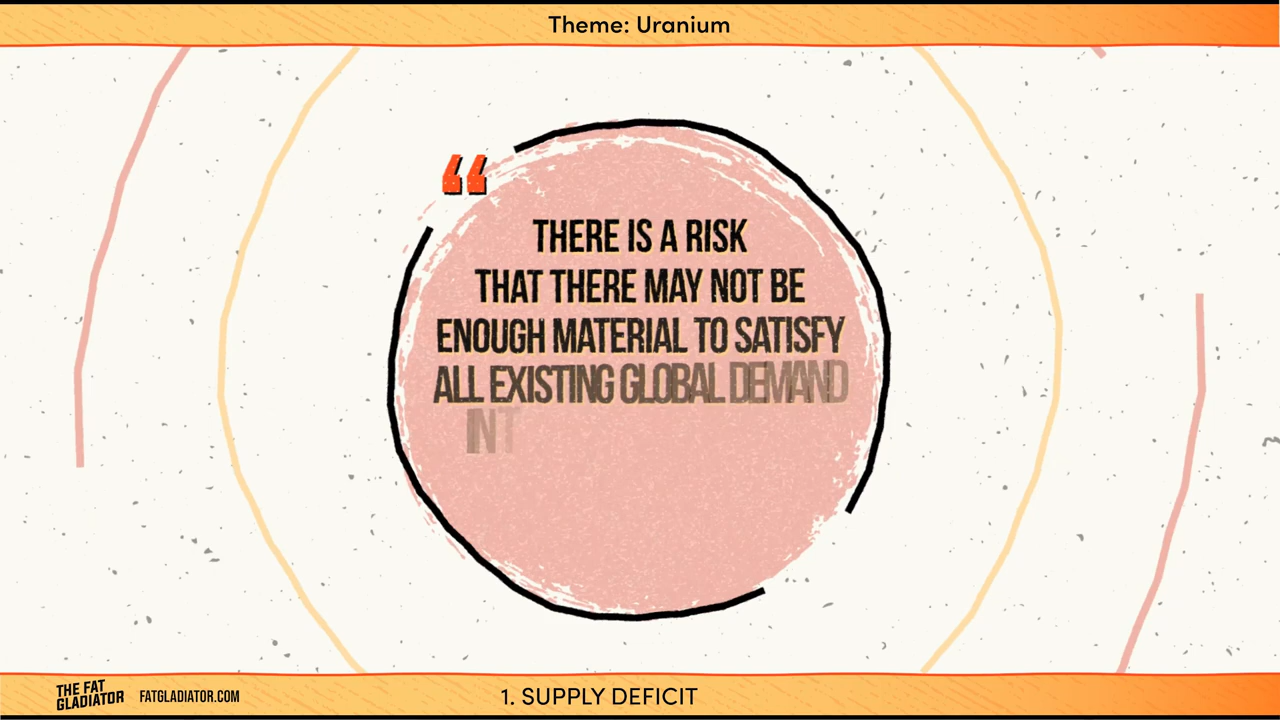 Theme: Uranium
“
THERE IS A RISK
THAT THERE MAY NOT BE
ENOUGH MATERIAL TO SATISFY
ALL EXISTING GLOBAL DEMAND
INT
THE FAT
GLADIATOR
FATGLADIATOR.COM
1. SUPPLY DEFICIT